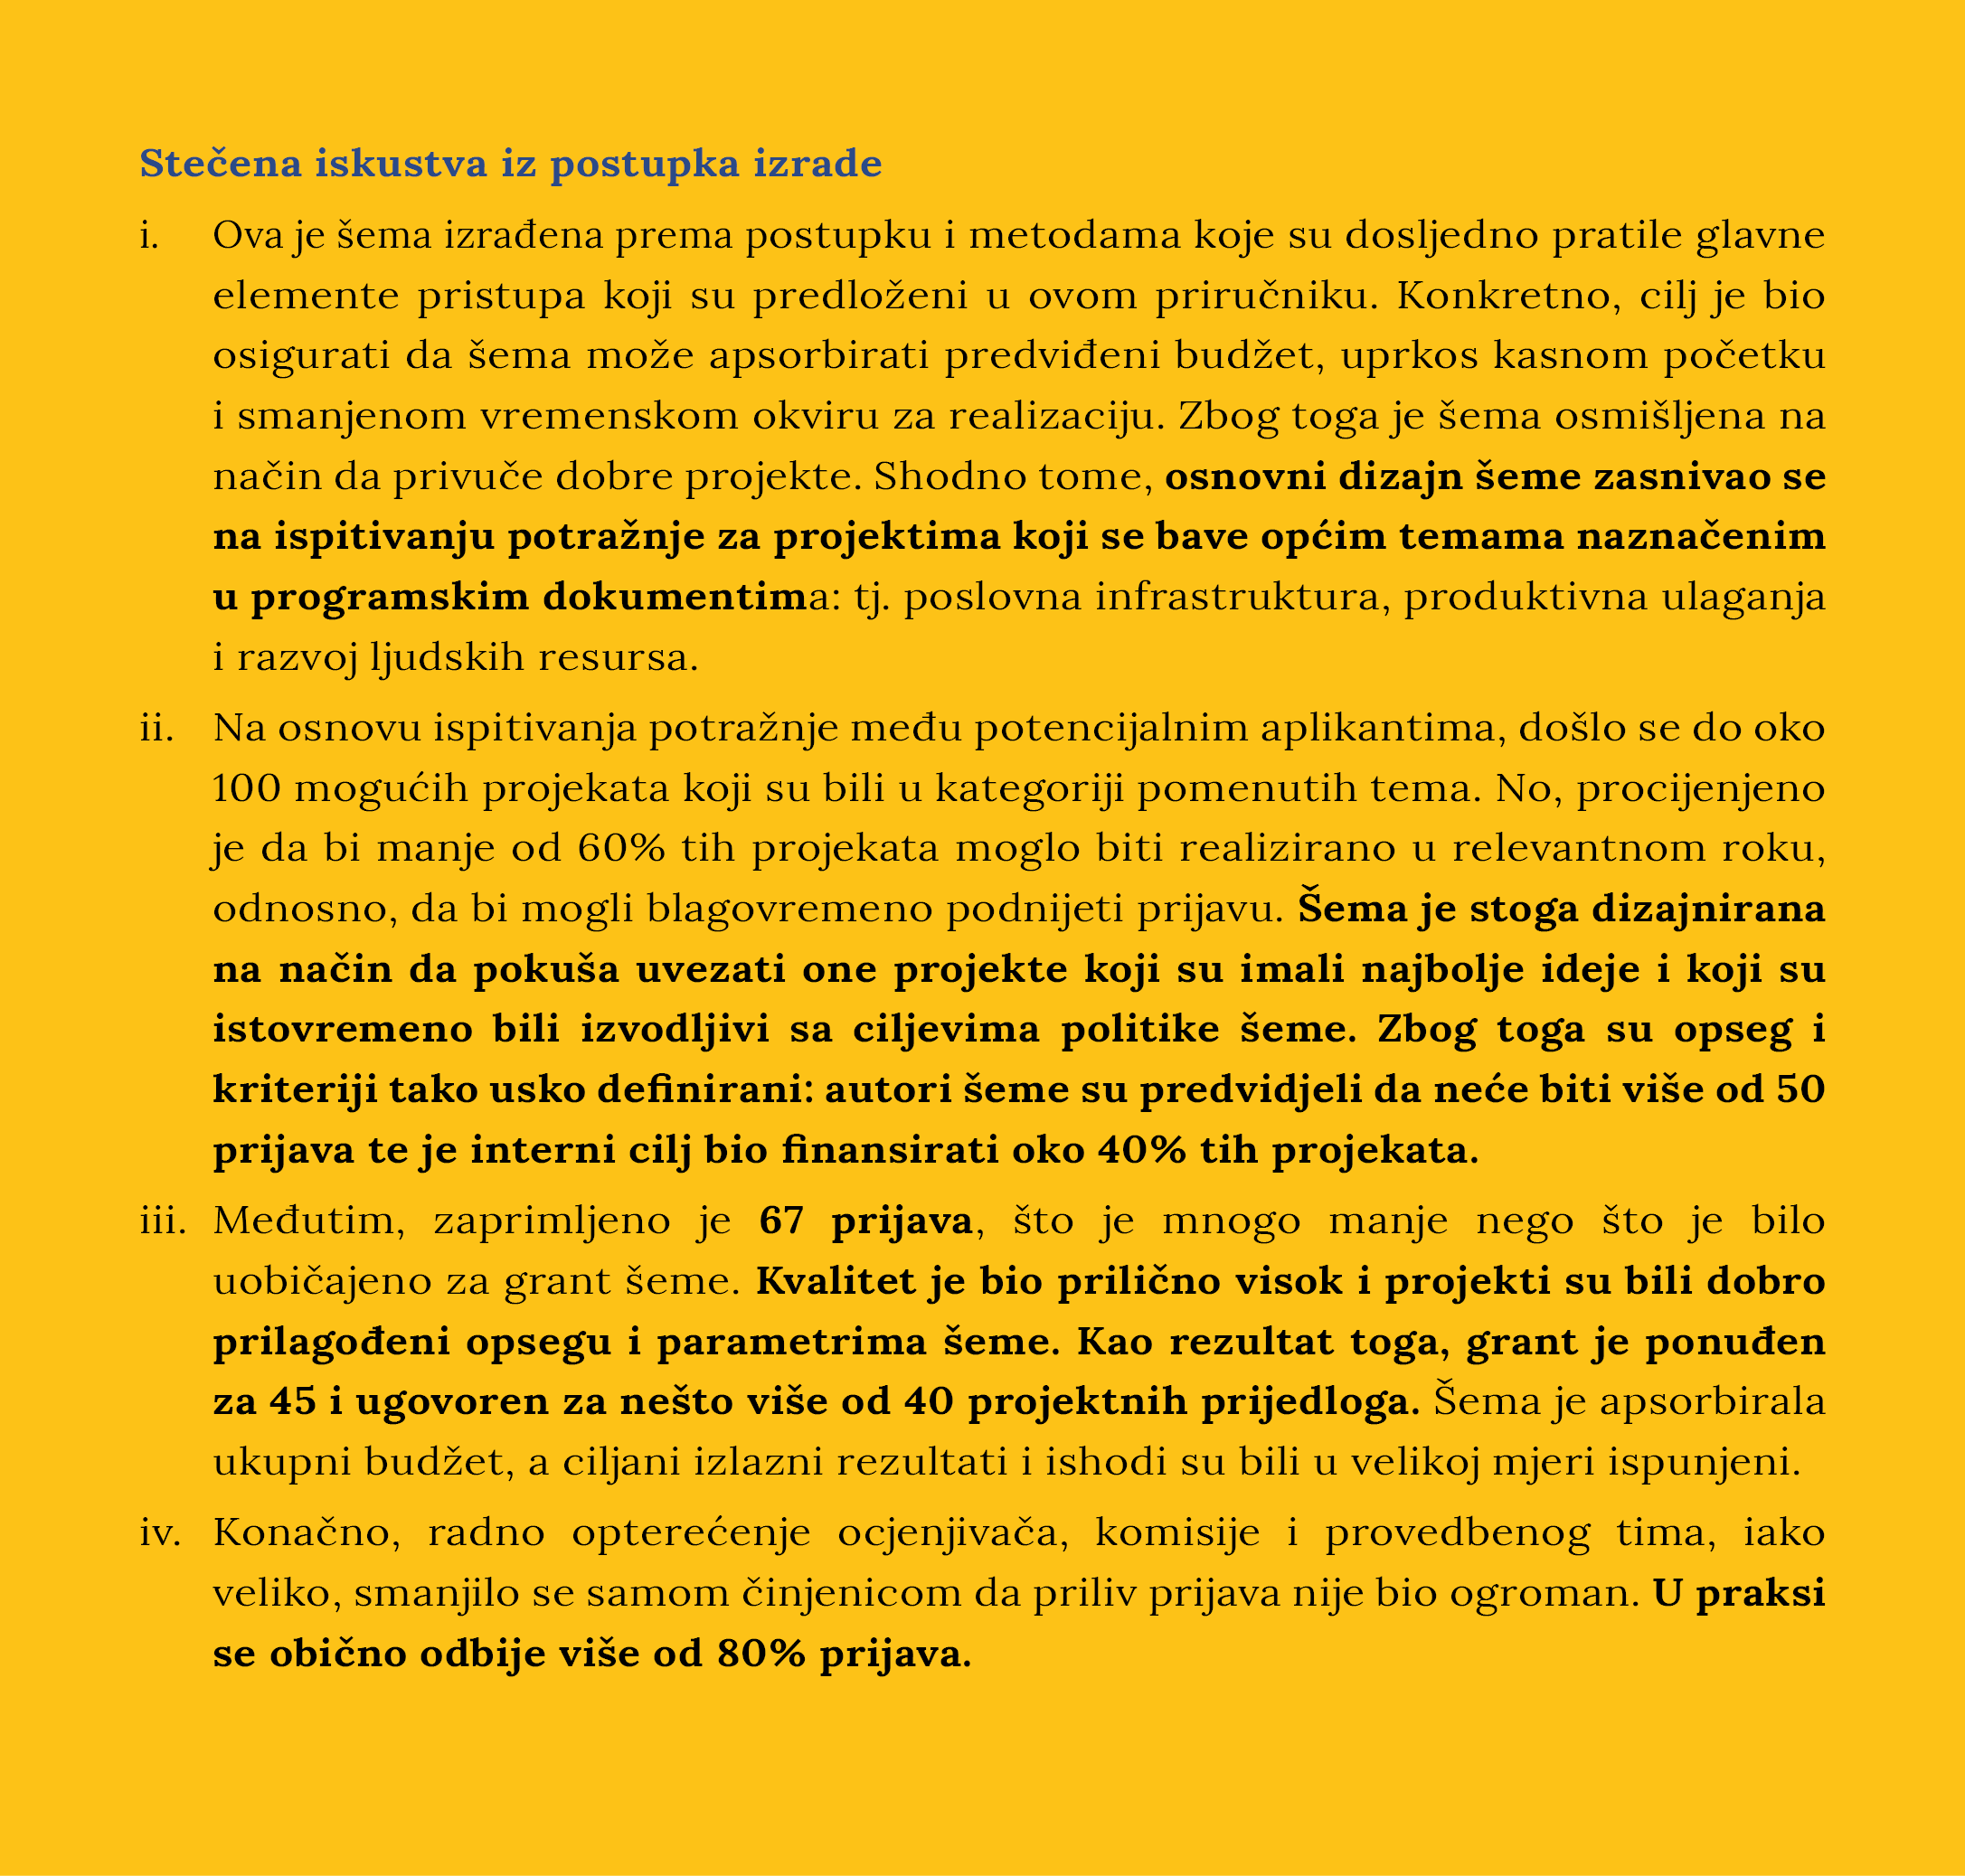 Stečena iskustva iz postupka izrade
i. Ova je šema izrađena prema postupku i metodama koje su dosljedno pratile glavne
elemente pristupa koji su predloženi u ovom priručniku. Konkretno, cilj je bio
osigurati da šema može apsorbirati predviđeni budžet, uprkos kasnom početku
i smanjenom vremenskom okviru za realizaciju. Zbog toga je šema osmišljena na
način da privuče dobre projekte. Shodno tome, osnovni dizajn šeme zasnivao se
na ispitivanju potražnje za projektima koji se bave općim temama naznačenim
u programskim dokumentima: tj. poslovna infrastruktura, produktivna ulaganja
i razvoj ljudskih resursa.
ii. Na osnovu ispitivanja potražnje među potencijalnim aplikantima, došlo se do oko
100 mogućih projekata koji su bili u kategoriji pomenutih tema. No, procijenjeno
je da bi manje od 60% tih projekata moglo biti realizirano u relevantnom roku,
odnosno, da bi mogli blagovremeno podnijeti prijavu. Šema je stoga dizajnirana
na način da pokuša uvezati one projekte koji su imali najbolje ideje i koji su
istovremeno bili izvodljivi sa ciljevima politike šeme. Zbog toga su opseg i
kriteriji tako usko definirani: autori šeme su predvidjeli da neće biti više od 50
prijava te je interni cilj bio finansirati oko 40% tih projekata.
iii. Međutim, zaprimljeno je 67 prijava, što je mnogo manje nego što je bilo
uobičajeno za grant šeme. Kvalitet je bio prilično visok i projekti su bili dobro
prilagođeni opsegu i parametrima šeme. Kao rezultat toga, grant je ponuđen
za 45 i ugovoren za nešto više od 40 projektnih prijedloga. Šema je apsorbirala
ukupni budžet, a ciljani izlazni rezultati i ishodi su bili u velikoj mjeri ispunjeni.
iv. Konačno, radno opterećenje ocjenjivača, komisije i provedbenog tima, iako
veliko, smanjilo se samom činjenicom da priliv prijava nije bio ogroman. U praksi
se obično odbije više od 80% prijava.